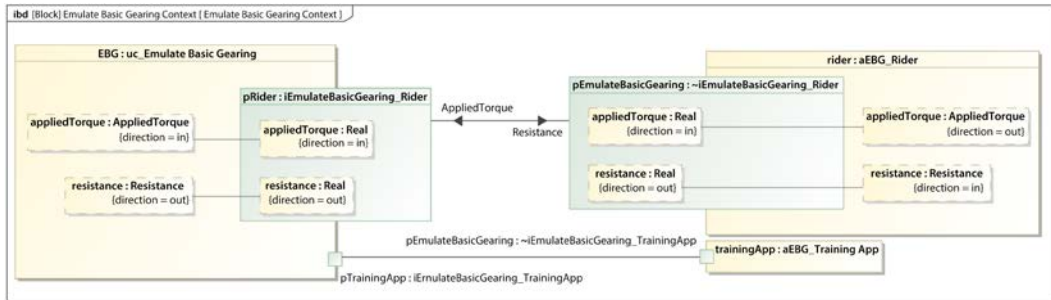 ibd [Block] Emulate Basic Gearing Context [ Emulate Basic Gearing Context ]
EBG : uc_Emulate Basic Gearing
pRider : iEmulateBasicGearing_Rider
appliedTorque : AppliedTorque
{direction = in}
appliedTorque : Real
{direction = in}
resistance : Resistance
{direction = out}
resistance : Real
{direction = out}
AppliedTorque
Resistance
rider : aEBG_Rider
pEmulateBasicGearing : ~iEmulateBasicGearing_Rider
appliedTorque : Real
{direction = in}
appliedTorque : AppliedTorque
{direction = out}
resistance : Real
{direction = out}
resistance : Resistance
{direction = in}
pEmulateBasicGearing : ~iEmulateBasicGearing_TrainingApp
trainingApp : aEBG_Training App
pTrainingApp : iErnulateBasicGearing_TrainingApp